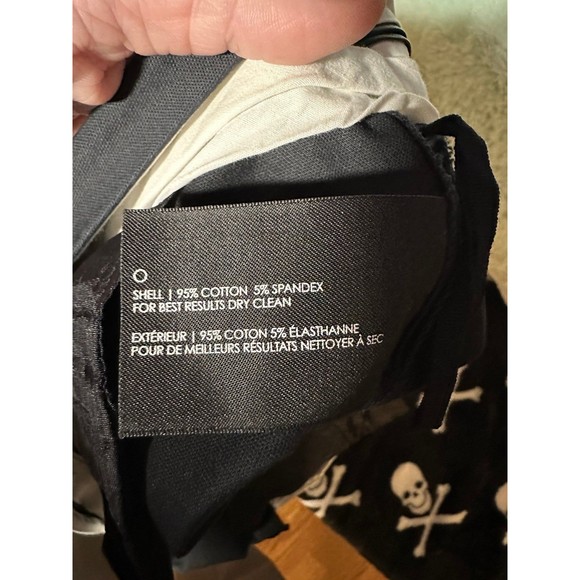 O
SHELL | 95% COTTON 5% SPANDEX
FOR BEST RESULTS DRY CLEAN
EXTÉRIEUR | 95% COTON 5% ÉLASTHANNE
POUR DE MEILLEURS RÉSULTATS NETTOYER À SEC